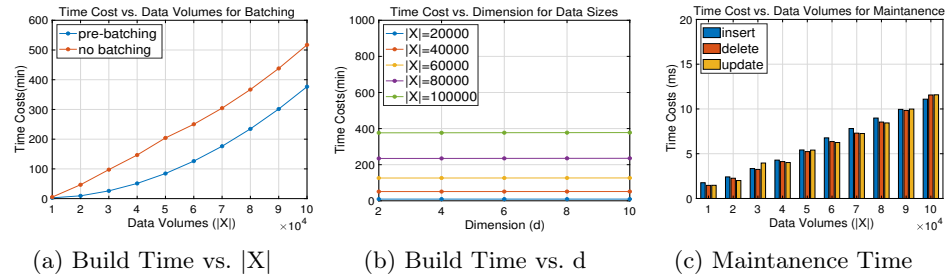 Time Cost vs. Data Volumes for Batching
600
500
400
300
200
100
0
Time Costs(min)
pre-batching
no batching
1 2 3 4 5 6 7 8 9 10
Data Volumes (|X|)
×10⁴
(a) Build Time vs. |X|
Time Cost vs. Dimension for Data Sizes
1000
800
600
400
200
0
Time Costs(min)
|X|=20000
|X|=40000
|X|=60000
|X|=80000
|X|=100000
2 4 6 8 10
Dimension (d)
(b) Build Time vs. d
Time Cost vs. Data Volumes for Maintanence
20
15
10
5
0
Time Costs (ms)
insert
delete
update
1 2 3 4 5 6 7 8 9 10
Data Volumes (|X|)
×10⁴
(c) Maintanence Time